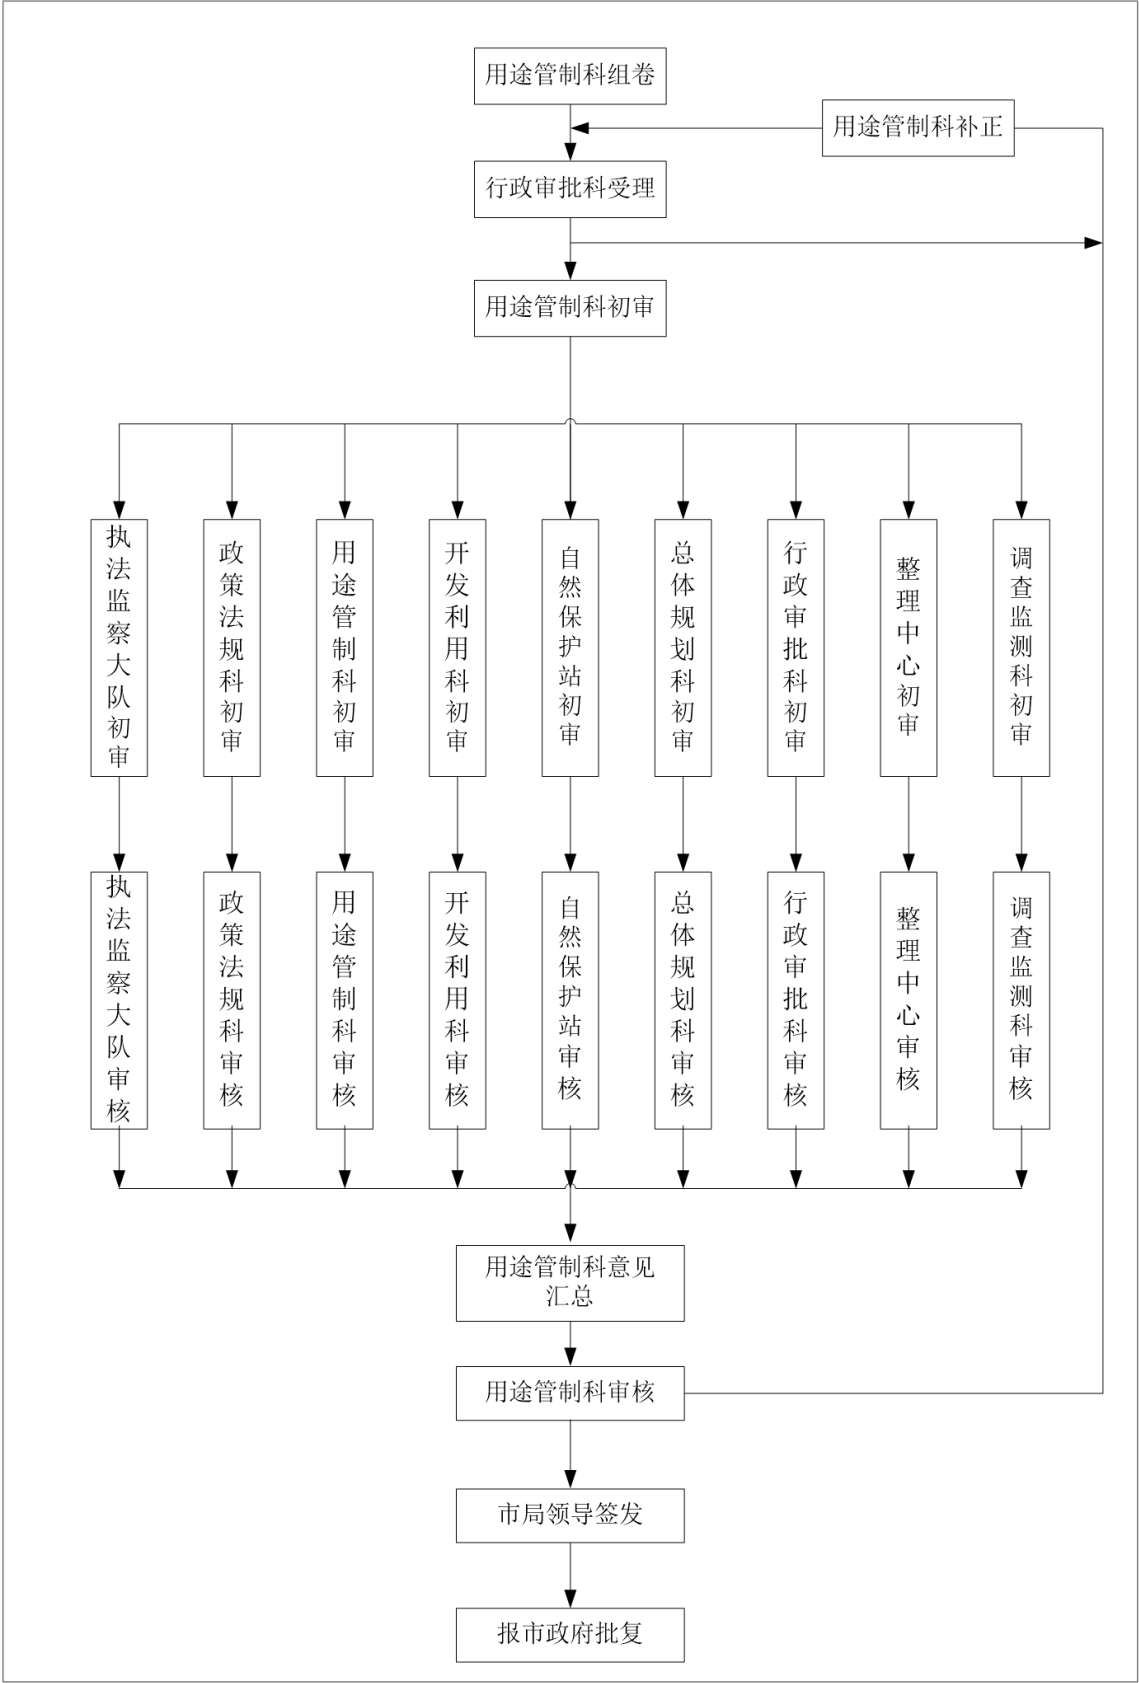 用途管制科组卷
用途管制科补正
行政审批科受理
用途管制科初审
执法监察大队初审
政策法规科初审
用途管制科初审
开发利用科初审
自然保护站初审
总体规划科初审
行政审批科初审
整理中心初审
调查监测科初审
执法监察大队审核
政策法规科审核
用途管制科审核
开发利用科审核
自然保护站审核
总体规划科审核
行政审批科审核
整理中心审核
调查监测科审核
用途管制科意见
汇总
用途管制科审核
市局领导签发
报市政府批复